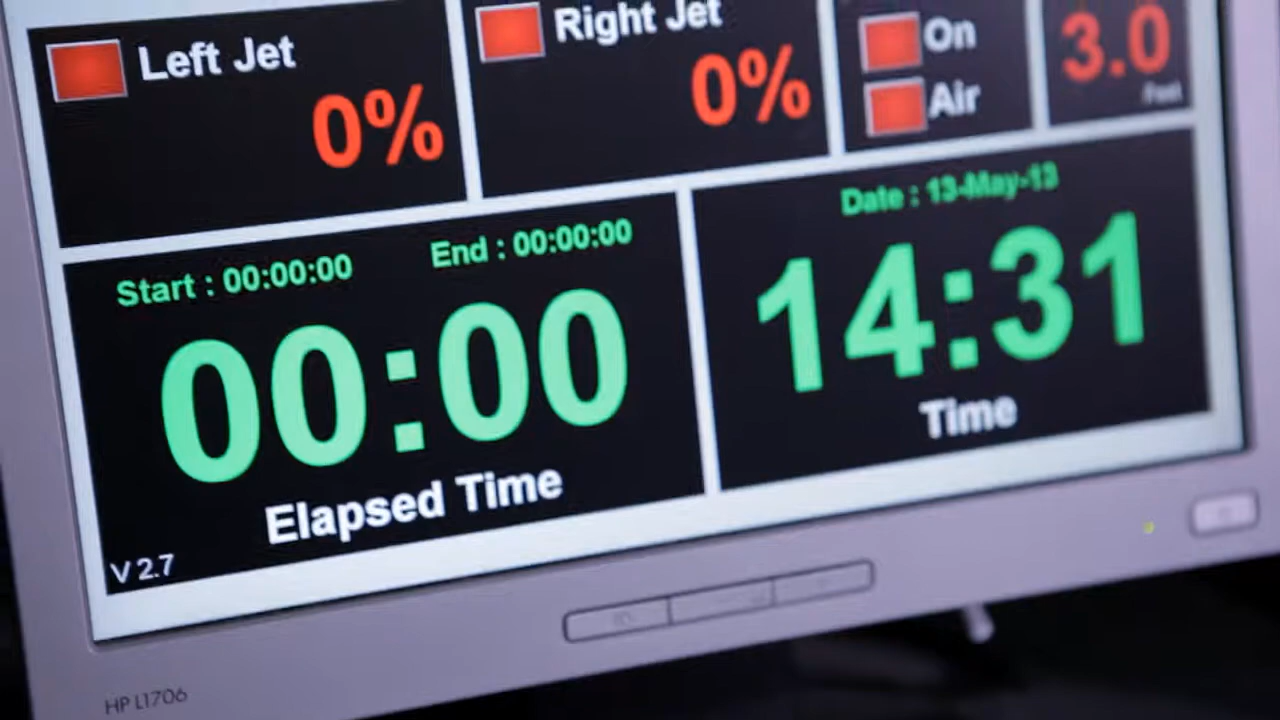 Left Jet
0%
Right Jet
0%
On
Air
3.0
Feet
Start : 00:00:00
End : 00:00:00
00:00
Elapsed Time
V 2.7
Date : 13-May-13
14:31
Time
HP L1706